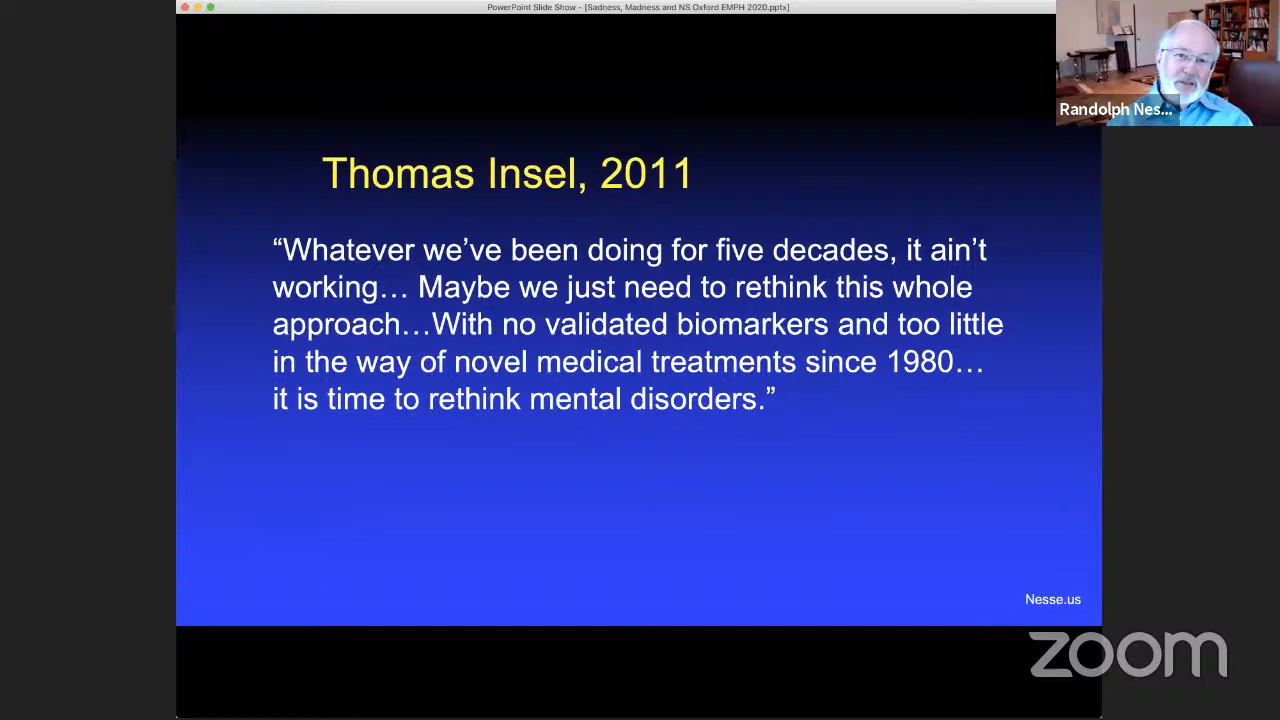 PowerPoint Slide Show - [Sadness, Madness and NS Oxford EMPH 2020.pptx]
Randolph Nes...
Thomas Insel, 2011
“Whatever we’ve been doing for five decades, it ain’t
working… Maybe we just need to rethink this whole
approach…With no validated biomarkers and too little
in the way of novel medical treatments since 1980…
it is time to rethink mental disorders.”
Nesse.us
zoom